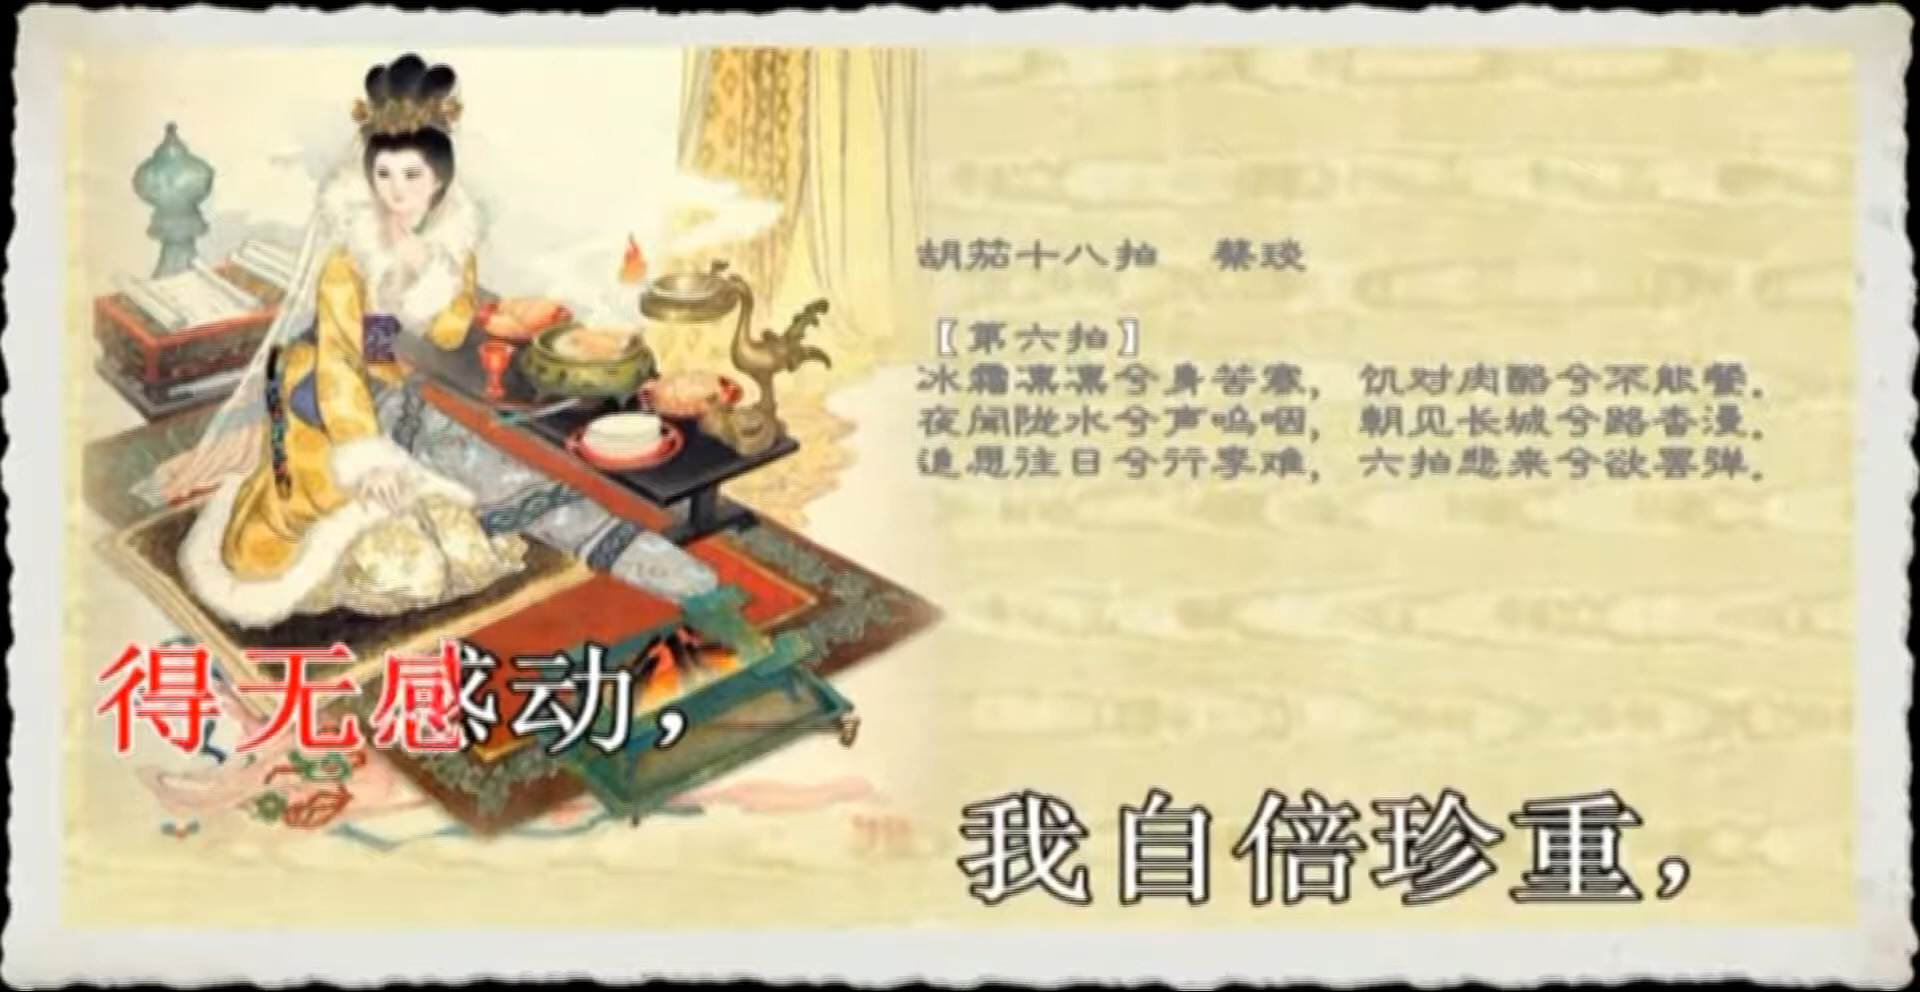 胡茄十八拍 蔡琰
【第六拍】
冰霜凛凛兮身苦寒，饥对肉酪兮不能餐。
夜闻陇水兮声呜咽，朝见长城兮路杳漫。
追思往日兮行李难，六拍悲来兮欲罢弹。
得无感动，
我自倍珍重，